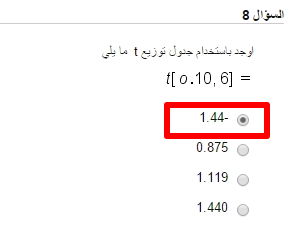 السؤال 8
اوجد باستخدام جدول توزيع t ما يلي
t[ o.10, 6] =
1.44-
0.875
1.119
1.440